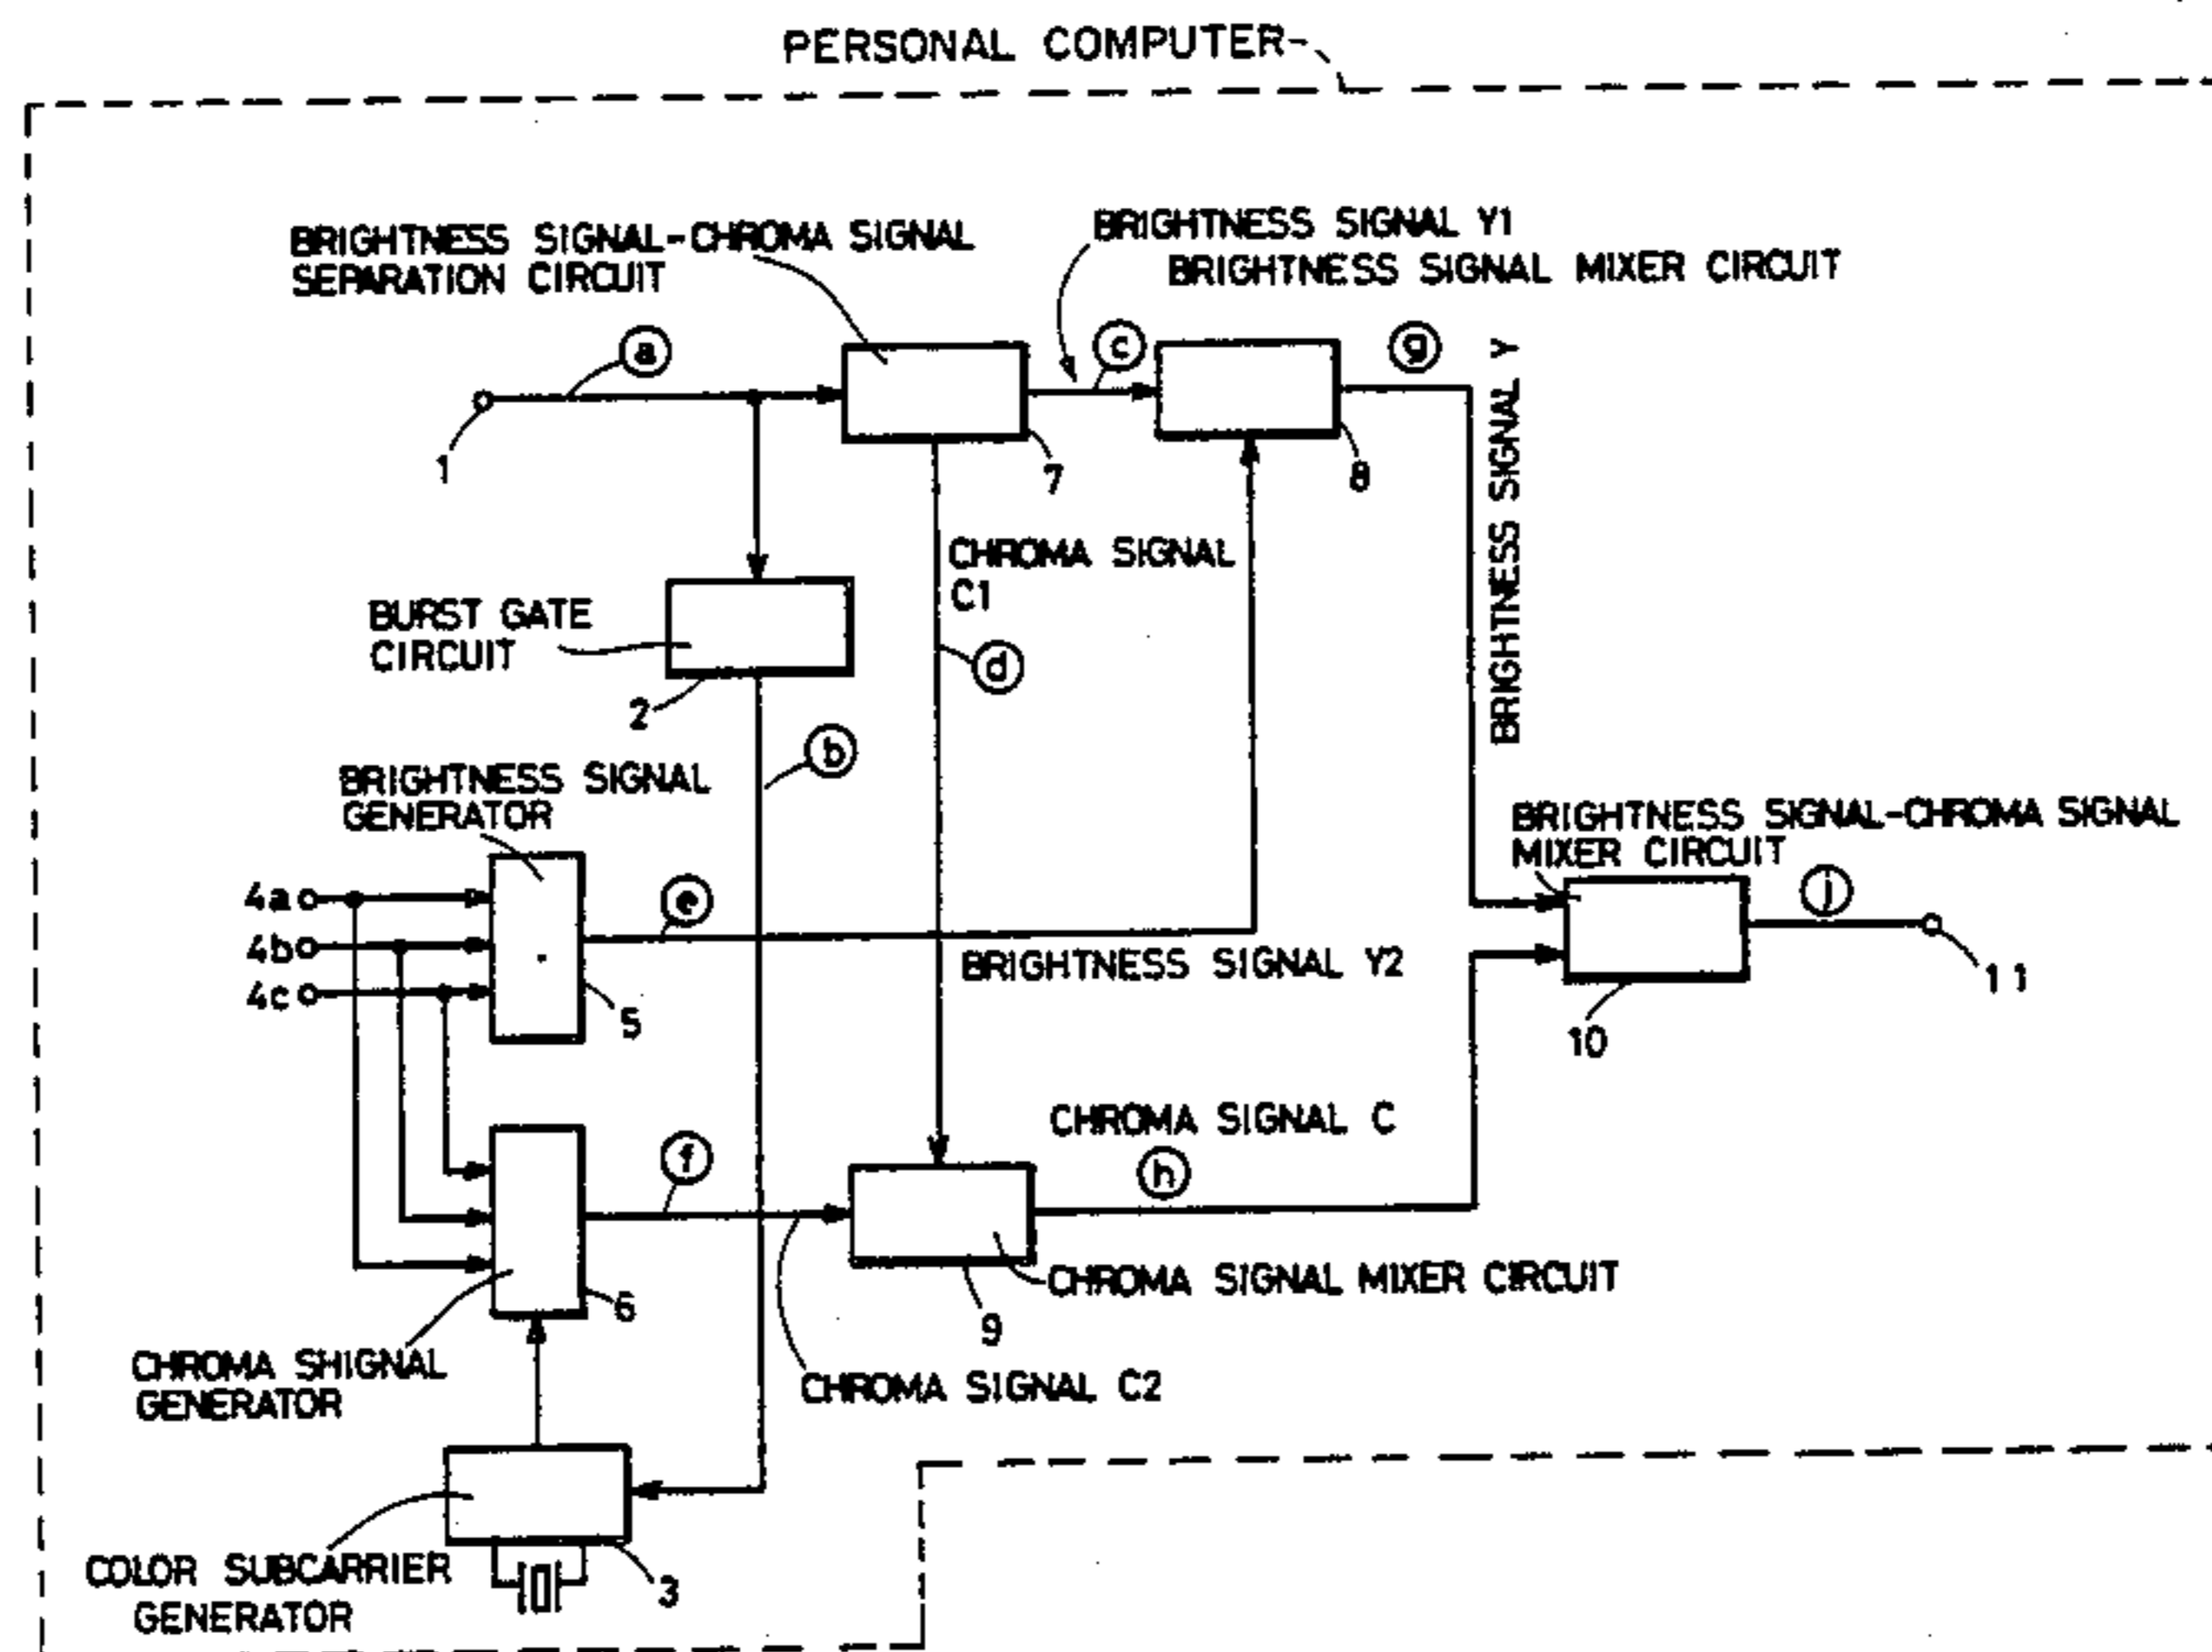 PERSONAL COMPUTER
BRIGHTNESS SIGNAL-CHROMA SIGNAL
SEPARATION CIRCUIT
BRIGHTNESS SIGNAL Y1
BRIGHTNESS SIGNAL MIXER CIRCUIT
a
c
g
1
7
8
BRIGHTNESS SIGNAL Y
CHROMA SIGNAL
C1
BURST GATE
CIRCUIT
d
2
b
BRIGHTNESS SIGNAL
GENERATOR
BRIGHTNESS SIGNAL-CHROMA SIGNAL
MIXER CIRCUIT
4a
e
j
4b
BRIGHTNESS SIGNAL Y2
4c
5
11
10
CHROMA SIGNAL C
f
h
6
CHROMA SIGNAL MIXER CIRCUIT
9
CHROMA SHIGNAL
GENERATOR
CHROMA SIGNAL C2
COLOR SUBCARRIER
GENERATOR
3